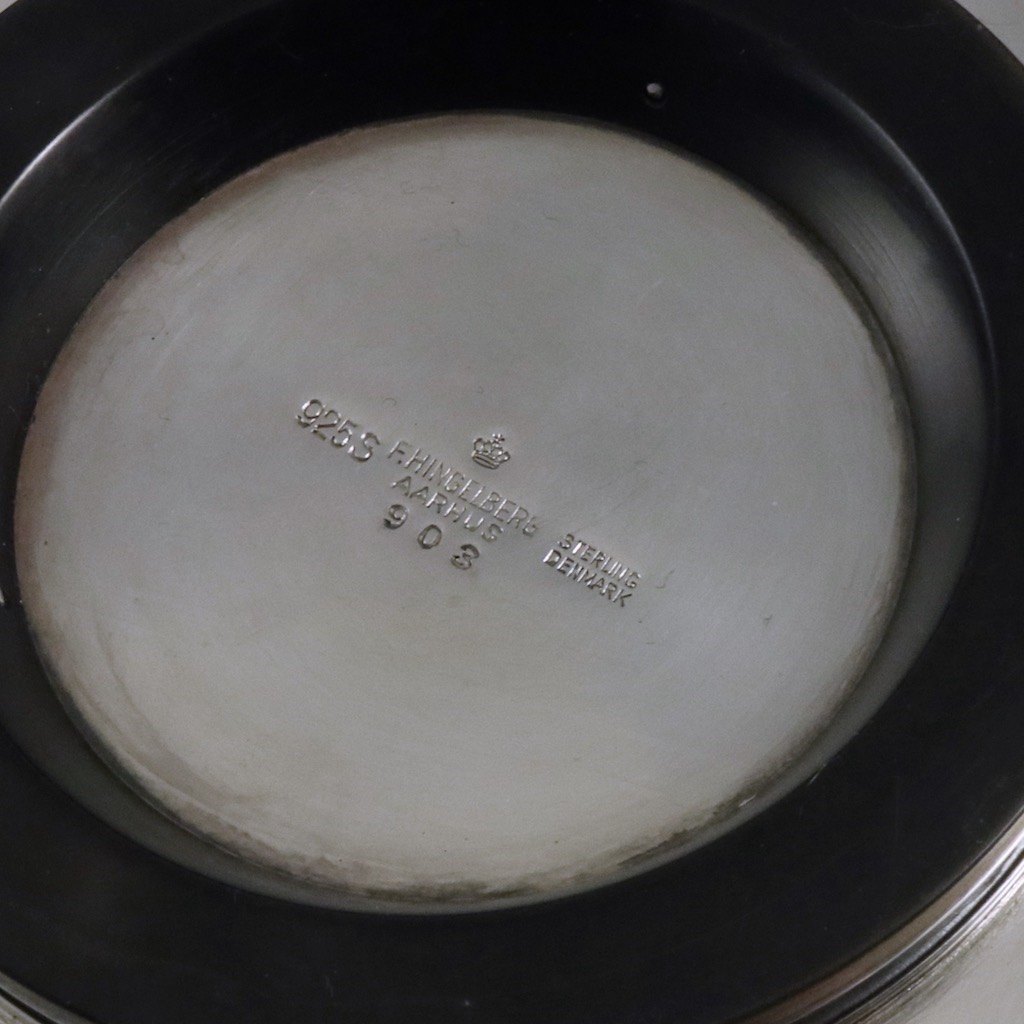 925S
F. HINGELBERG
AARHUS
903
STERLING
DENMARK